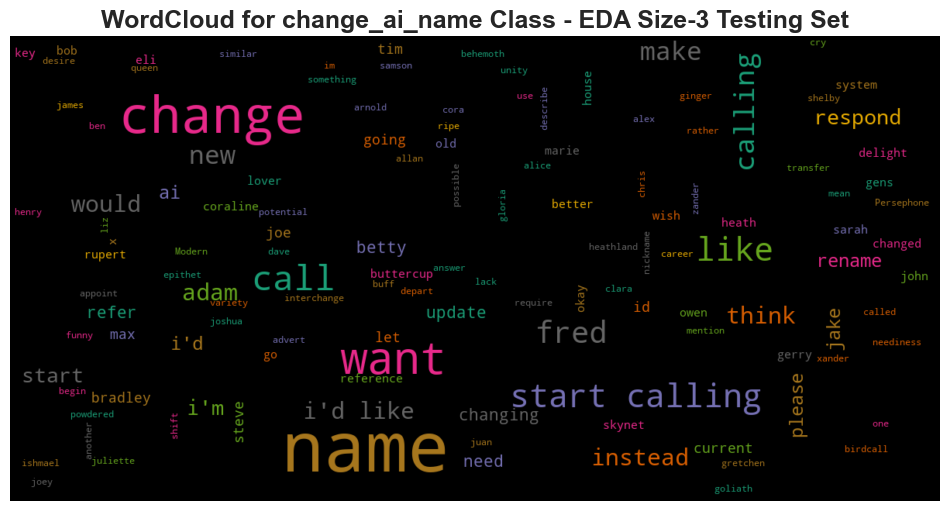 WordCloud for change_ai_name Class - EDA Size-3 Testing Set
key
bob
desire
queen
eli
similar
im
something
tim
samson
behemoth
unity
use
describe
house
make
cry
calling
system
shelby
respond
ginger
rather
alex
james
ben
change
arnold
cora
ripe
old
going
allan
new
marie
alice
possible
delight
transfer
gens
mean
Persephone
lover
ai
would
coraline
potential
henry
liz
x
rupert
Modern
dave
joe
betty
gloria
better
chris
wish
zander
heath
sarah
changed
heathland
nickname
career
like
rename
john
epithet
call
buttercup
buff
answer
depart
lack
clara
appoint
adam
variety
interchange
require
okay
id
owen
called
refer
joshua
update
fred
mention
think
jake
neediness
funny
max
advert
i'd
let
go
want
gerry
xander
start
reference
begin
bradley
i'm
steve
powdered
shift
another
i'd like
changing
start calling
please
skynet
one
juan
name
need
instead
current
gretchen
birdcall
ishmael
juliette
joey
goliath